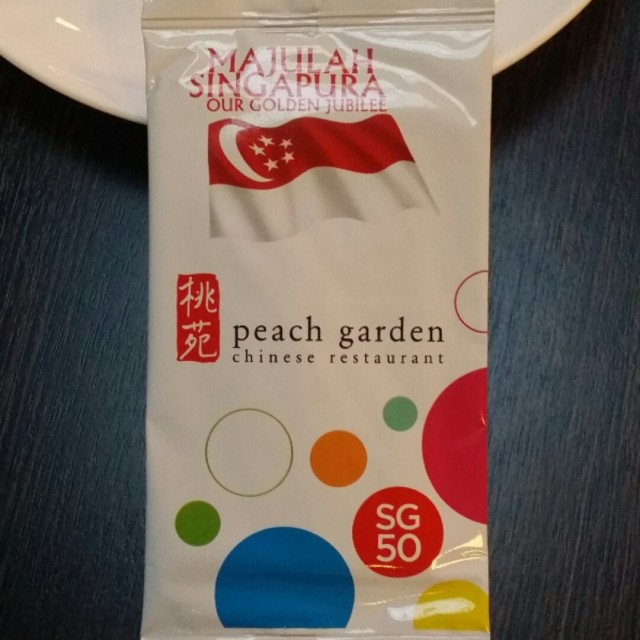 MAJULAH
SINGAPURA
OUR GOLDEN JUBILEE
桃苑
peach garden
chinese restaurant
SG
50